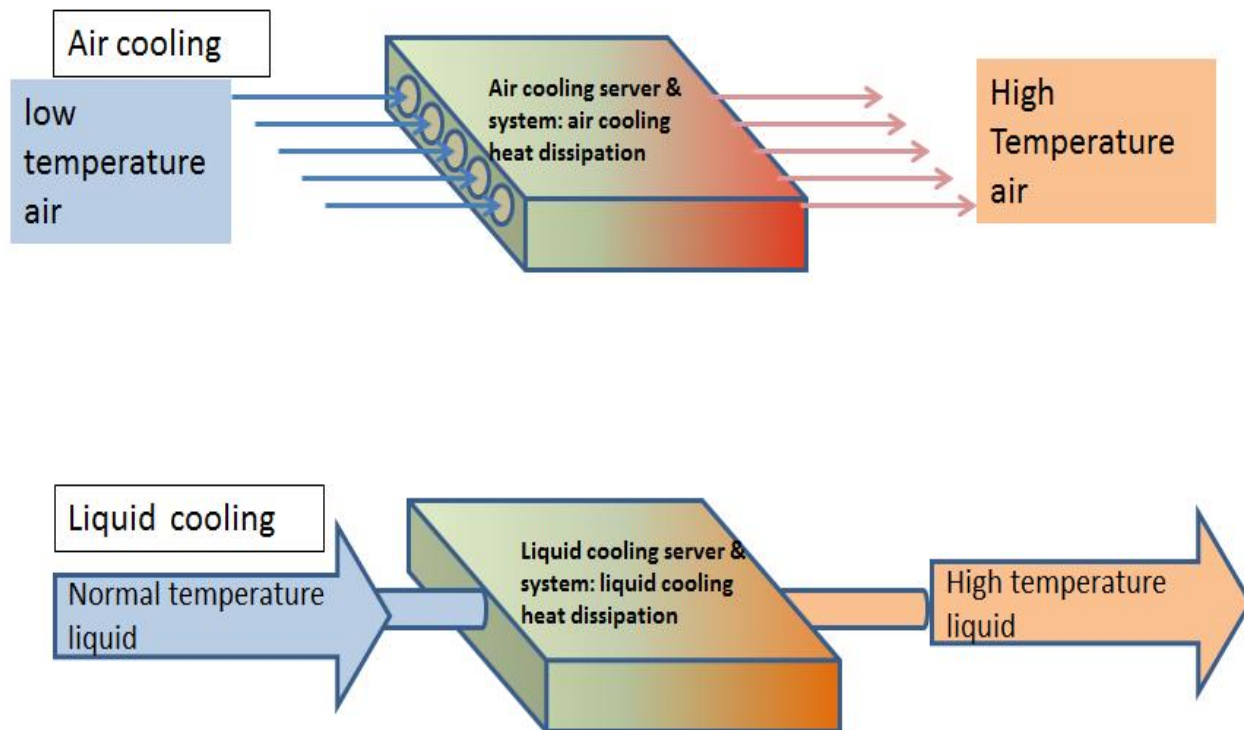 Air cooling
low
temperature
air
Air cooling server &
system: air cooling
heat dissipation
High
Temperature
air
Liquid cooling
Normal temperature
liquid
Liquid cooling server &
system: liquid cooling
heat dissipation
High temperature
liquid